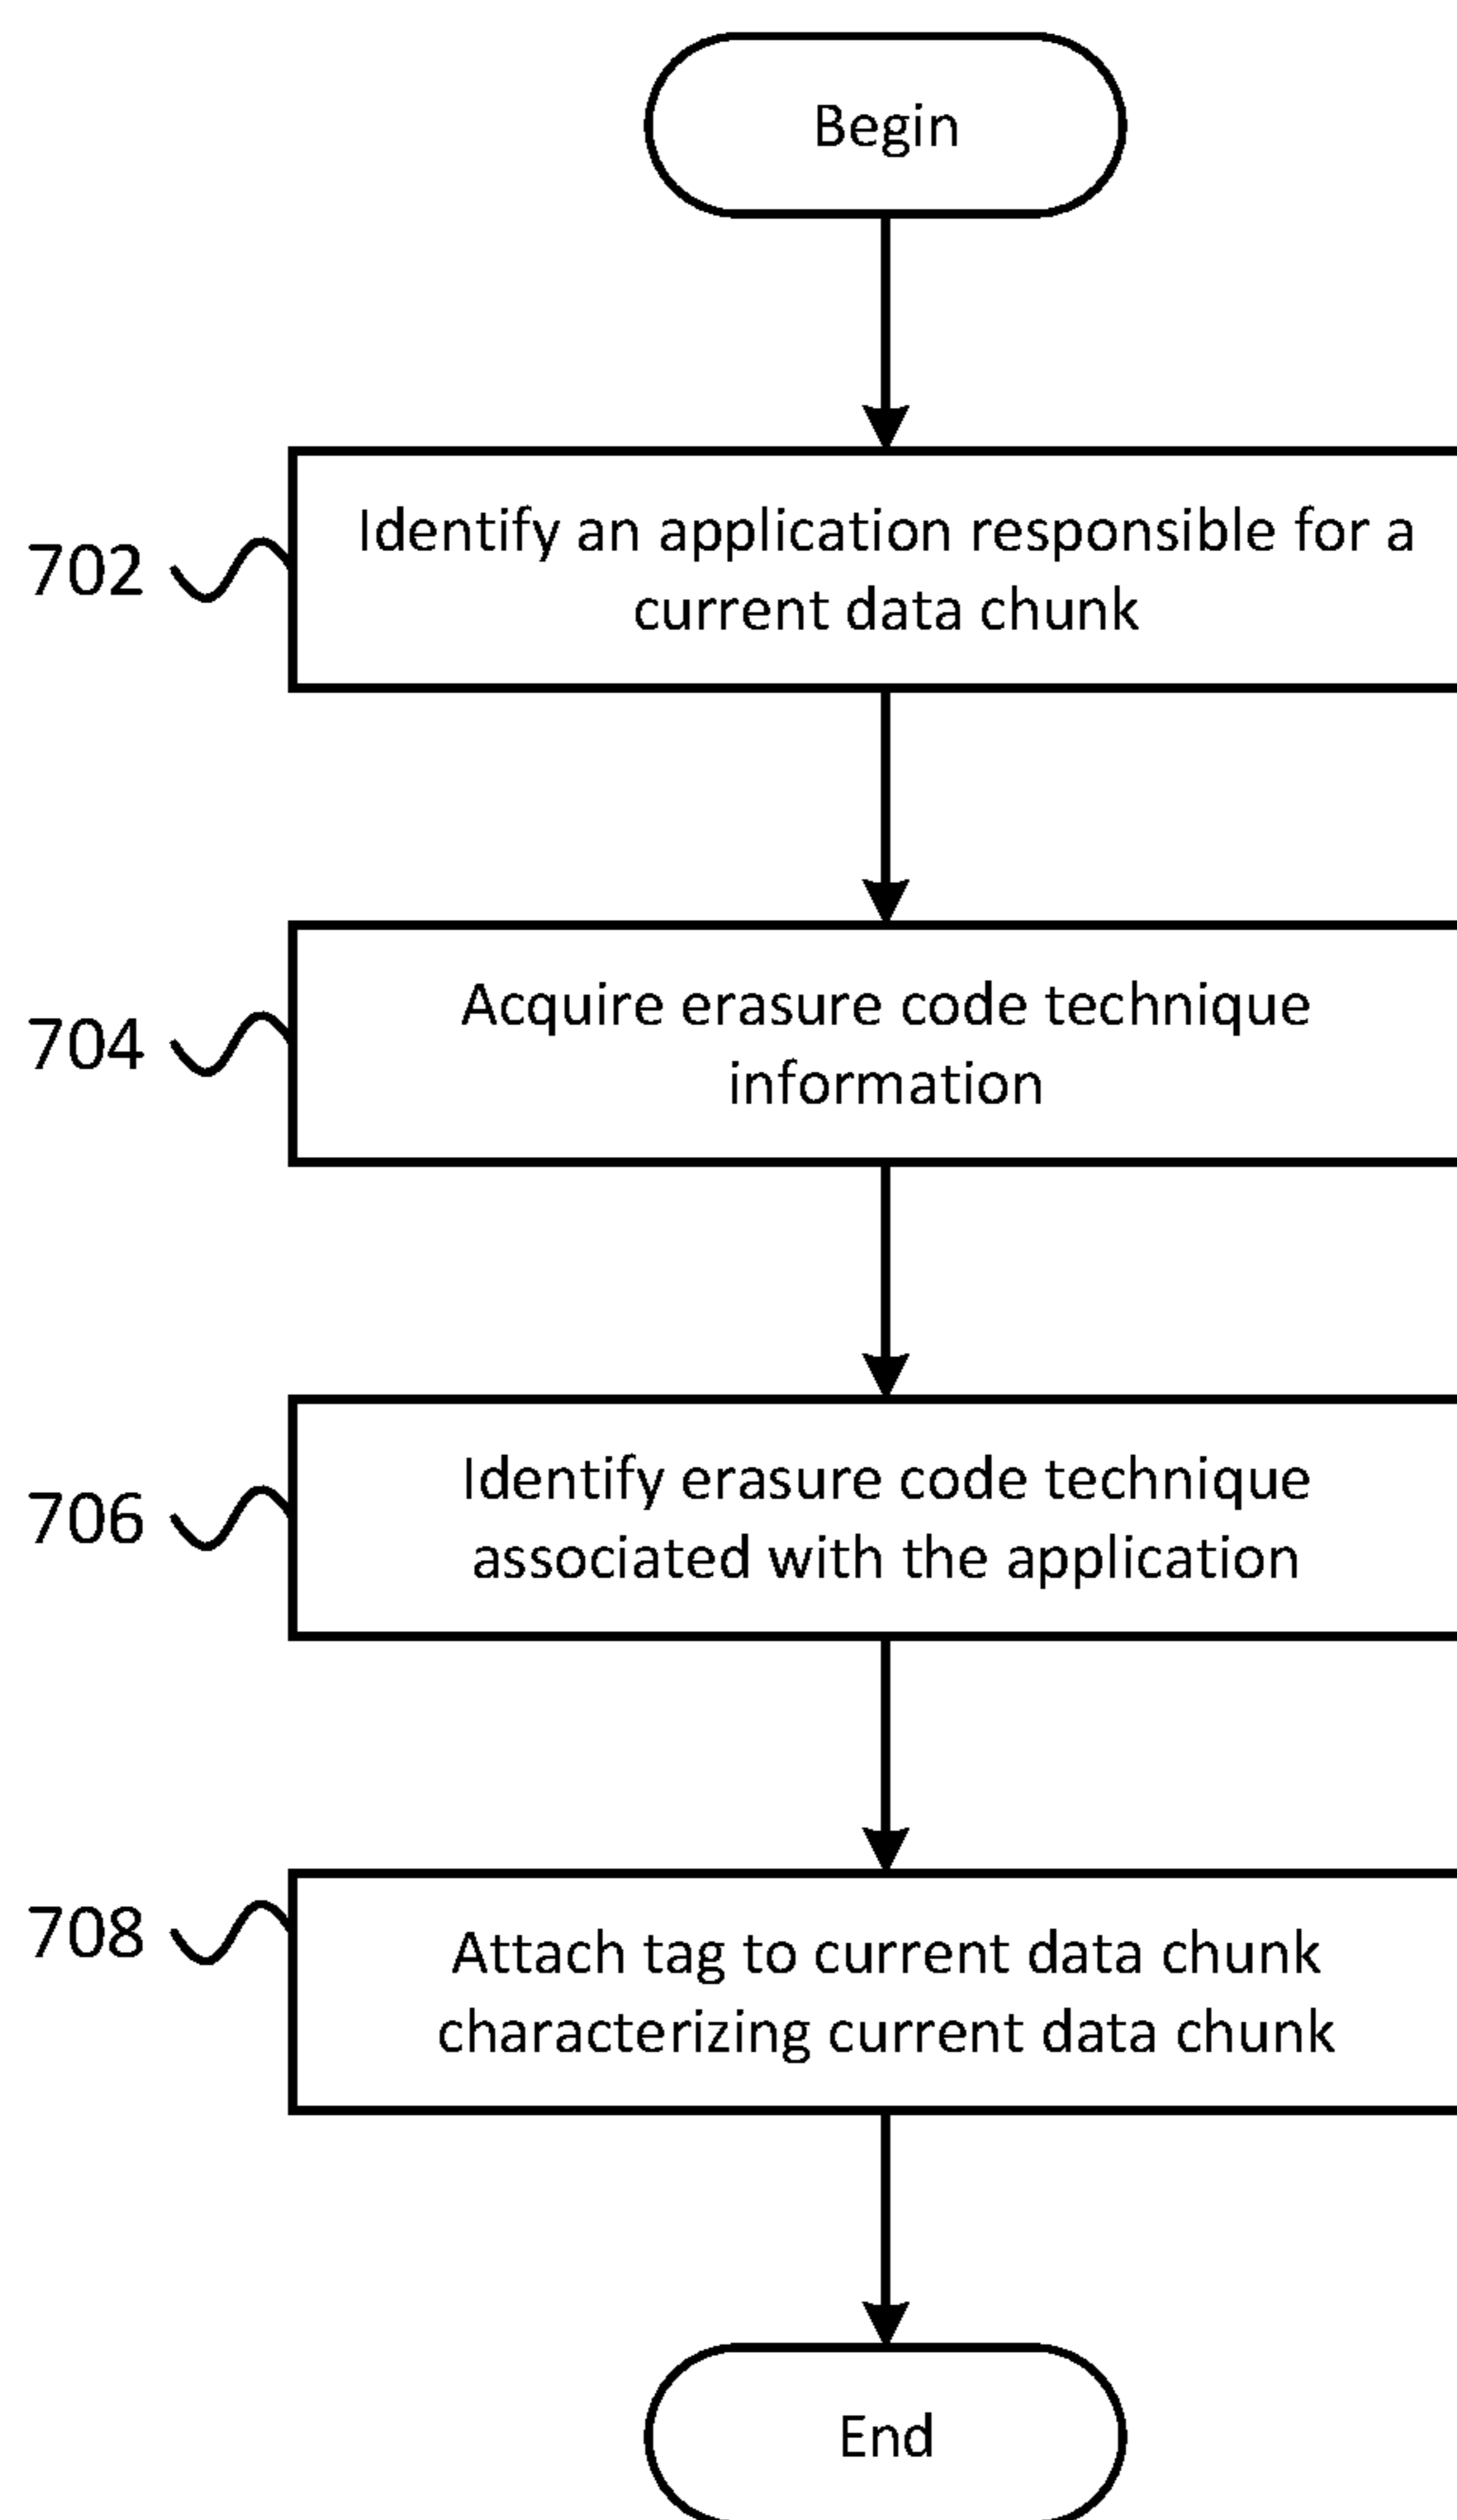 Begin
702
Identify an application responsible for a
current data chunk
704
Acquire erasure code technique
information
706
Identify erasure code technique
associated with the application
708
Attach tag to current data chunk
characterizing current data chunk
End